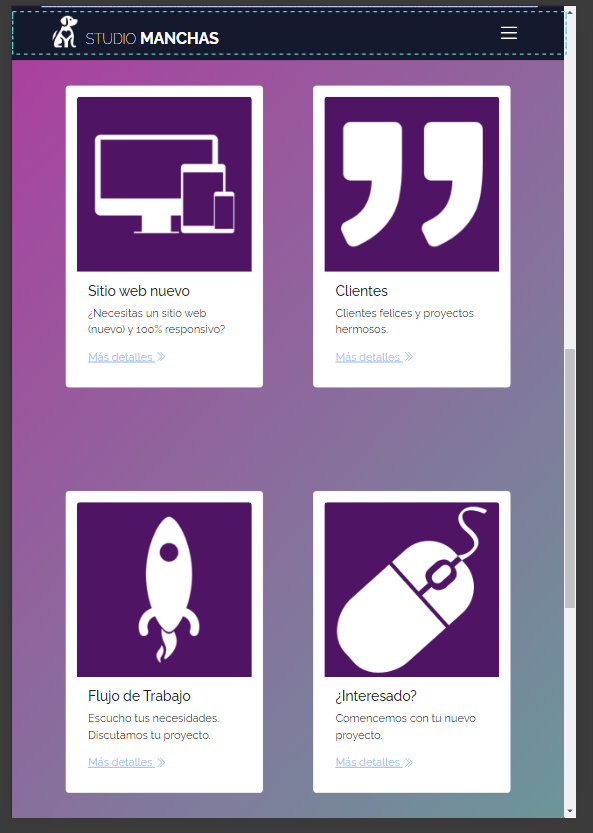 STUDIO MANCHAS
Sitio web nuevo
¿Necesitas un sitio web
(nuevo) y 100% responsivo?
Más detalles
Clientes
Clientes felices y proyectos
hermosos.
Más detalles
Flujo de Trabajo
Escucho tus necesidades.
Discutamos tu proyecto.
Más detalles
¿Interesado?
Comencemos con tu nuevo
proyecto.
Más detalles